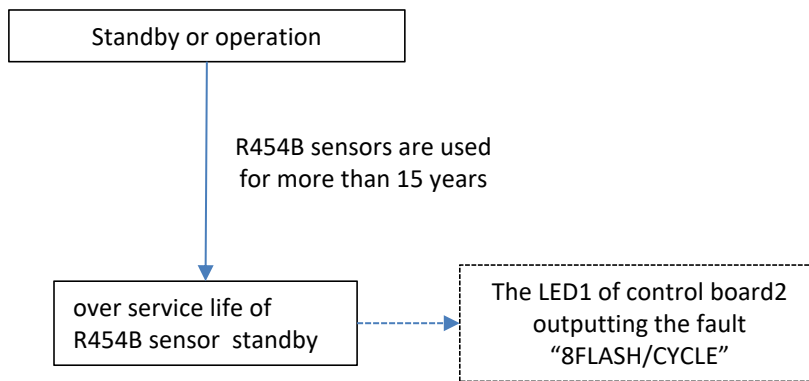 Standby or operation
R454B sensors are used
for more than 15 years
over service life of
R454B sensor standby
The LED1 of control board2
outputting the fault
“8FLASH/CYCLE”